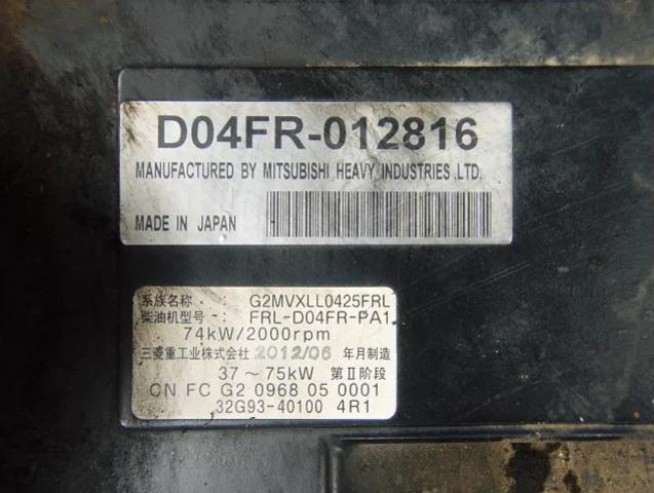 D04FR-012816
MANUFACTURED BY MITSUBISHI HEAVY INDUSTRIES ,LTD.
MADE IN JAPAN
系族名称 · : G2MVXLL0425FRL
柴油机型号 -: FRL-D04FR-PA1
74kW/2000rpm
三菱重工业株式会社 2012/06 年月制造
37～75kW 第Ⅱ阶段
CN FC G2 0968 05 0001
32G93-40100 4R1